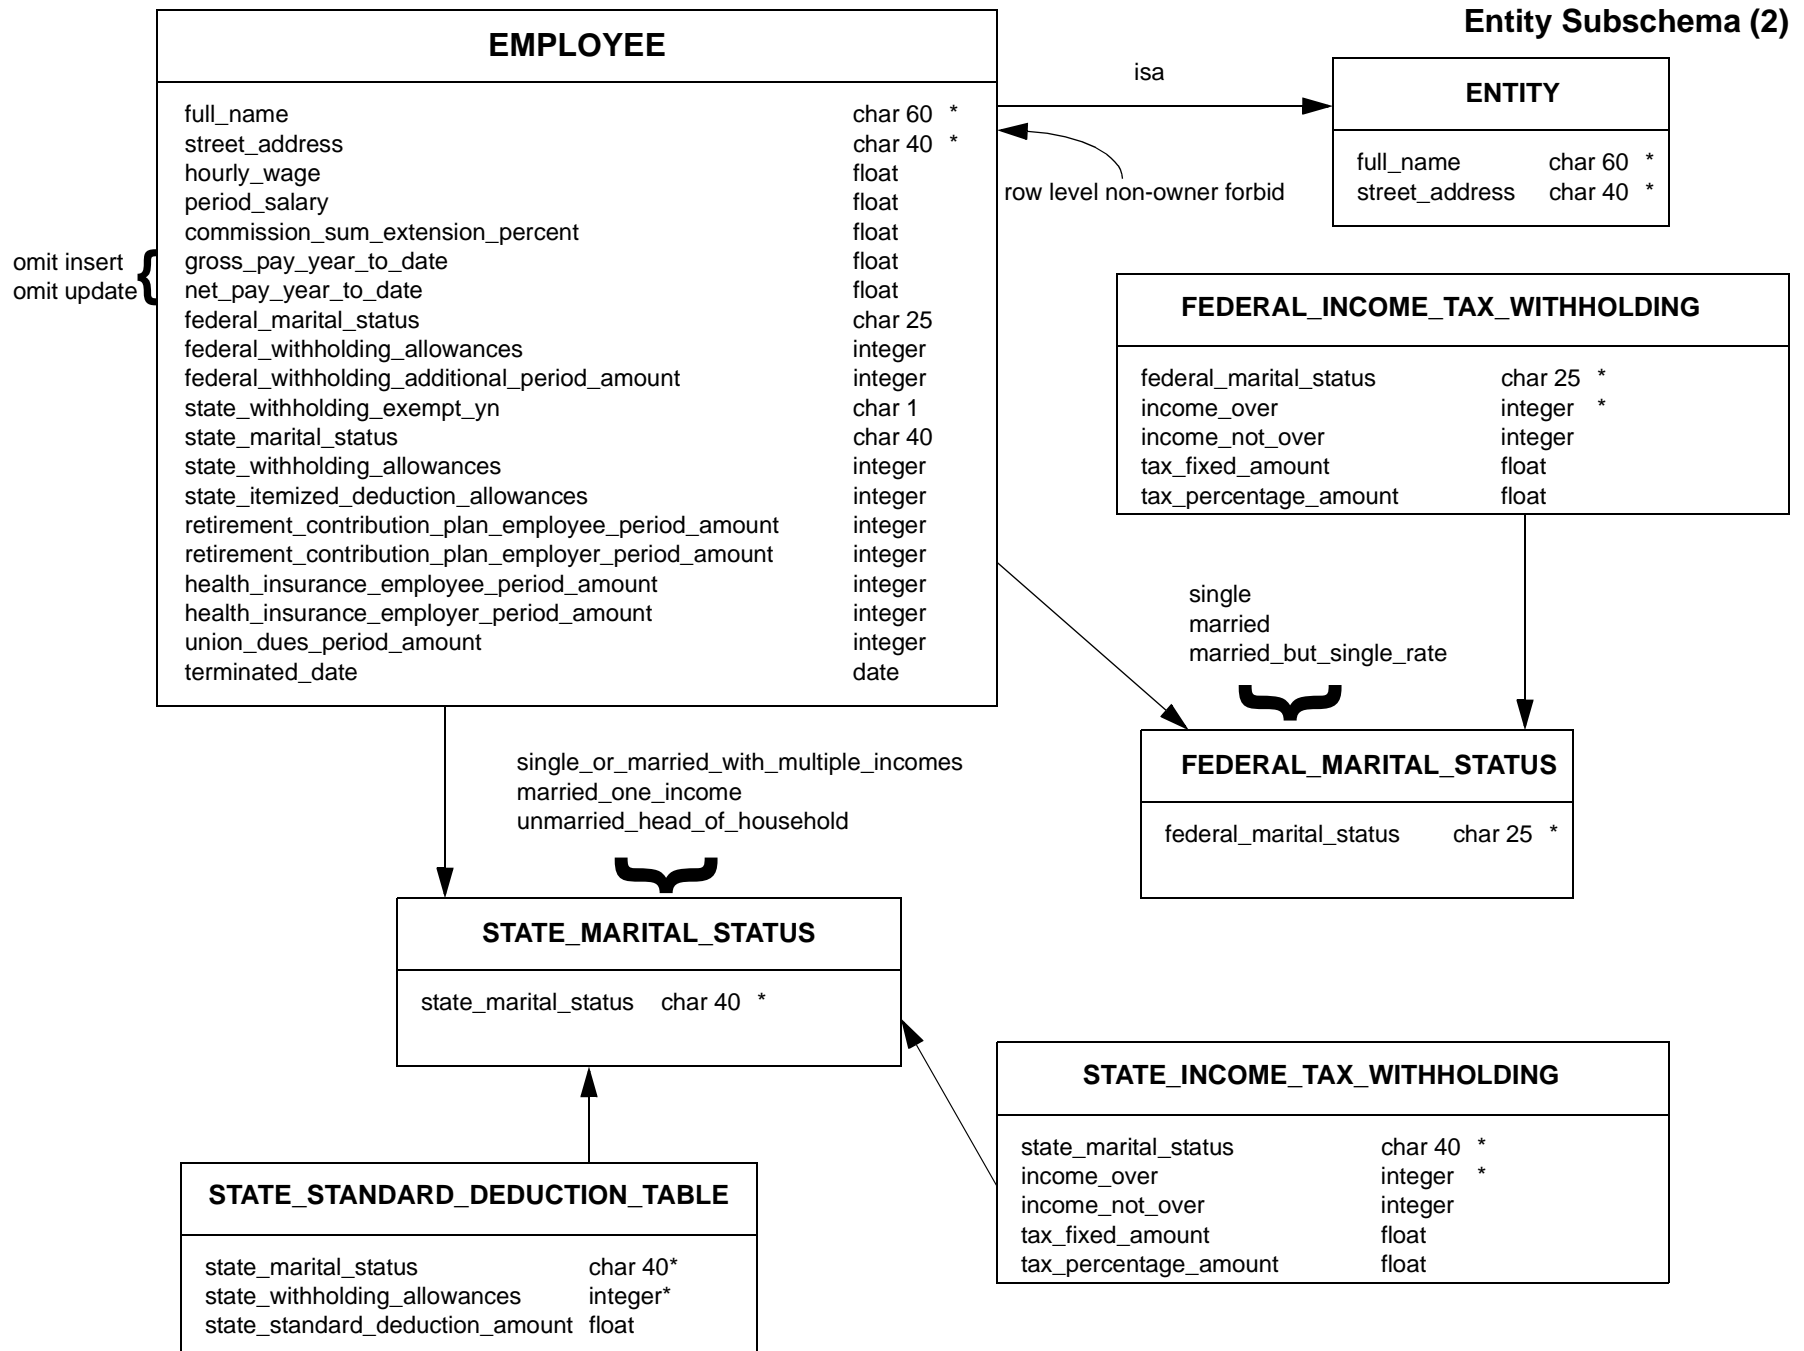 Entity Subschema (2)
EMPLOYEE
full_name char 60 *
street_address char 40 *
hourly_wage float
period_salary float
commission_sum_extension_percent float
gross_pay_year_to_date float
net_pay_year_to_date float
federal_marital_status char 25
federal_withholding_allowances integer
federal_withholding_additional_period_amount integer
state_withholding_exempt_yn char 1
state_marital_status char 40
state_withholding_allowances integer
state_itemized_deduction_allowances integer
retirement_contribution_plan_employee_period_amount integer
retirement_contribution_plan_employer_period_amount integer
health_insurance_employee_period_amount integer
health_insurance_employer_period_amount integer
union_dues_period_amount integer
terminated_date date
omit insert
omit update
isa
row level non-owner forbid
ENTITY
full_name char 60 *
street_address char 40 *
FEDERAL_INCOME_TAX_WITHHOLDING
federal_marital_status char 25 *
income_over integer *
income_not_over integer
tax_fixed_amount float
tax_percentage_amount float
single
married
married_but_single_rate
FEDERAL_MARITAL_STATUS
federal_marital_status char 25 *
single_or_married_with_multiple_incomes
married_one_income
unmarried_head_of_household
STATE_MARITAL_STATUS
state_marital_status char 40 *
STATE_INCOME_TAX_WITHHOLDING
state_marital_status char 40 *
income_over integer *
income_not_over integer
tax_fixed_amount float
tax_percentage_amount float
STATE_STANDARD_DEDUCTION_TABLE
state_marital_status char 40*
state_withholding_allowances integer*
state_standard_deduction_amount float